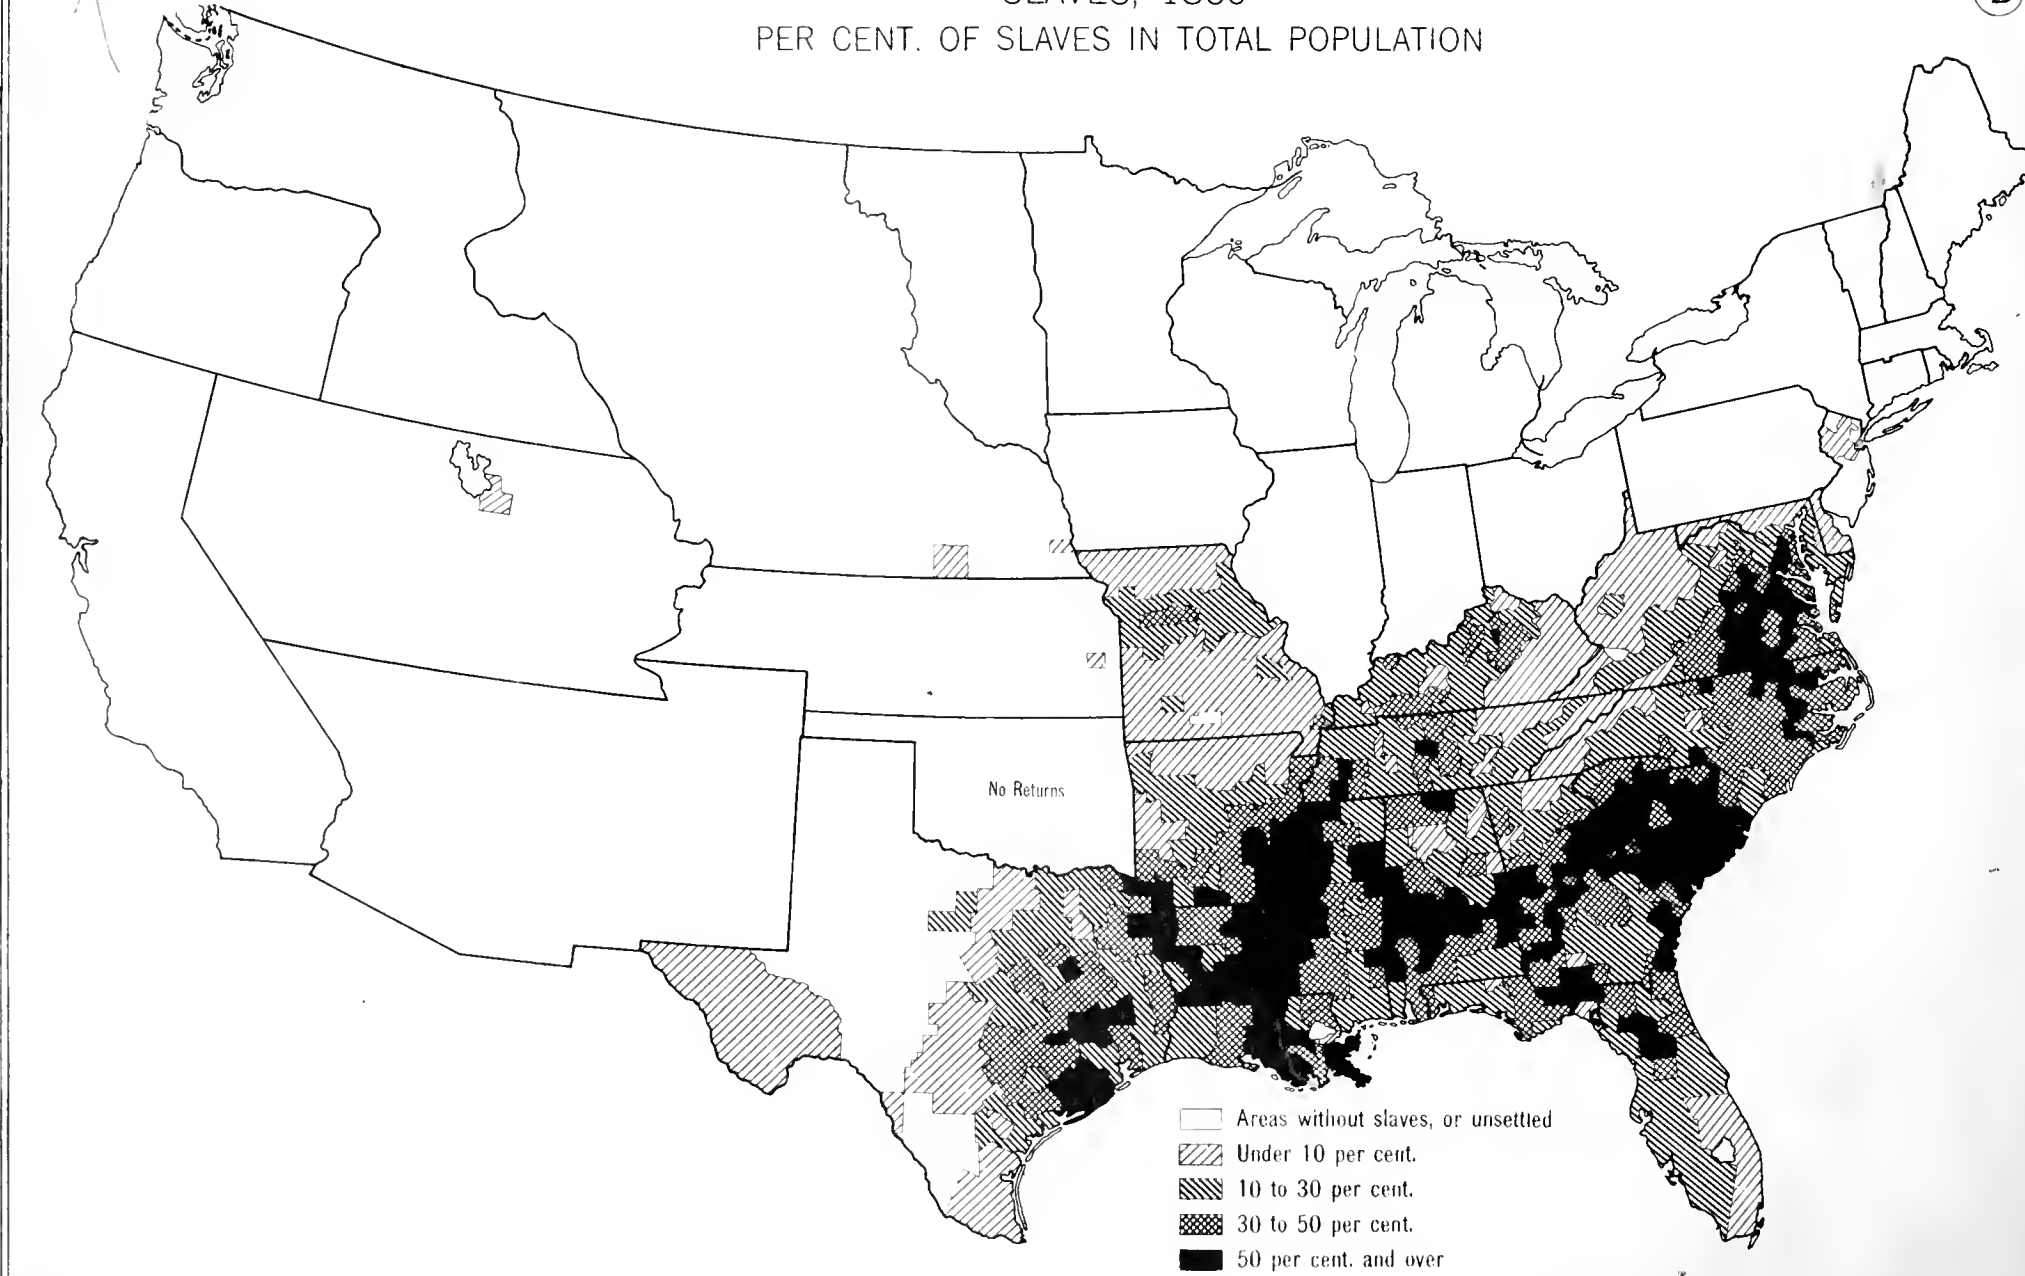 PER CENT. OF SLAVES IN TOTAL POPULATION
No Returns
Areas without slaves, or unsettled
Under 10 per cent.
10 to 30 per cent.
30 to 50 per cent.
50 per cent. and over